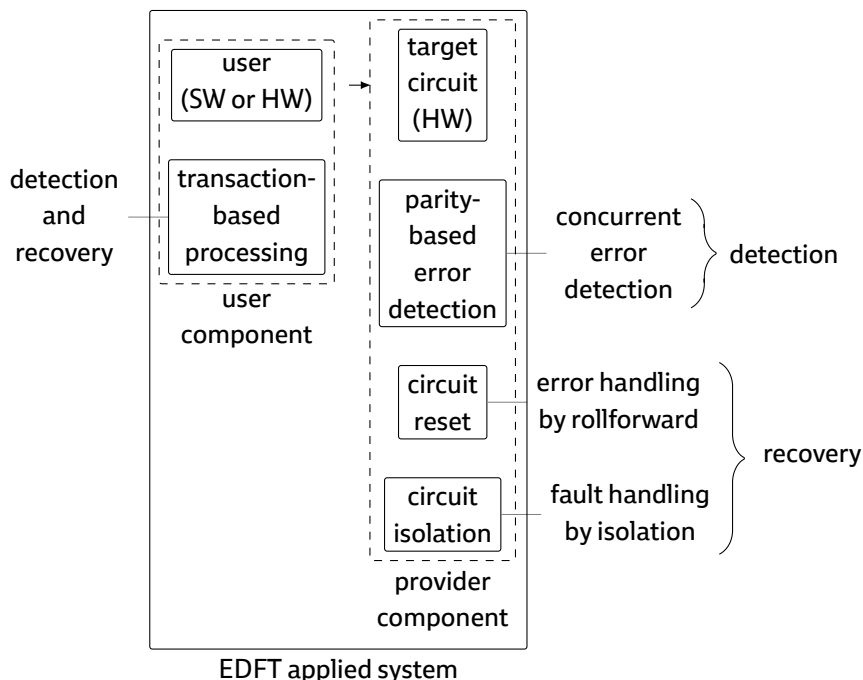 user
(SW or HW)
target
circuit
(HW)
detection
and
recovery
transaction-
based
processing
user
component
parity-
based
error
detection
concurrent
error
detection
detection
circuit
reset
error handling
by rollforward
recovery
circuit
isolation
fault handling
by isolation
provider
component
EDFT applied system